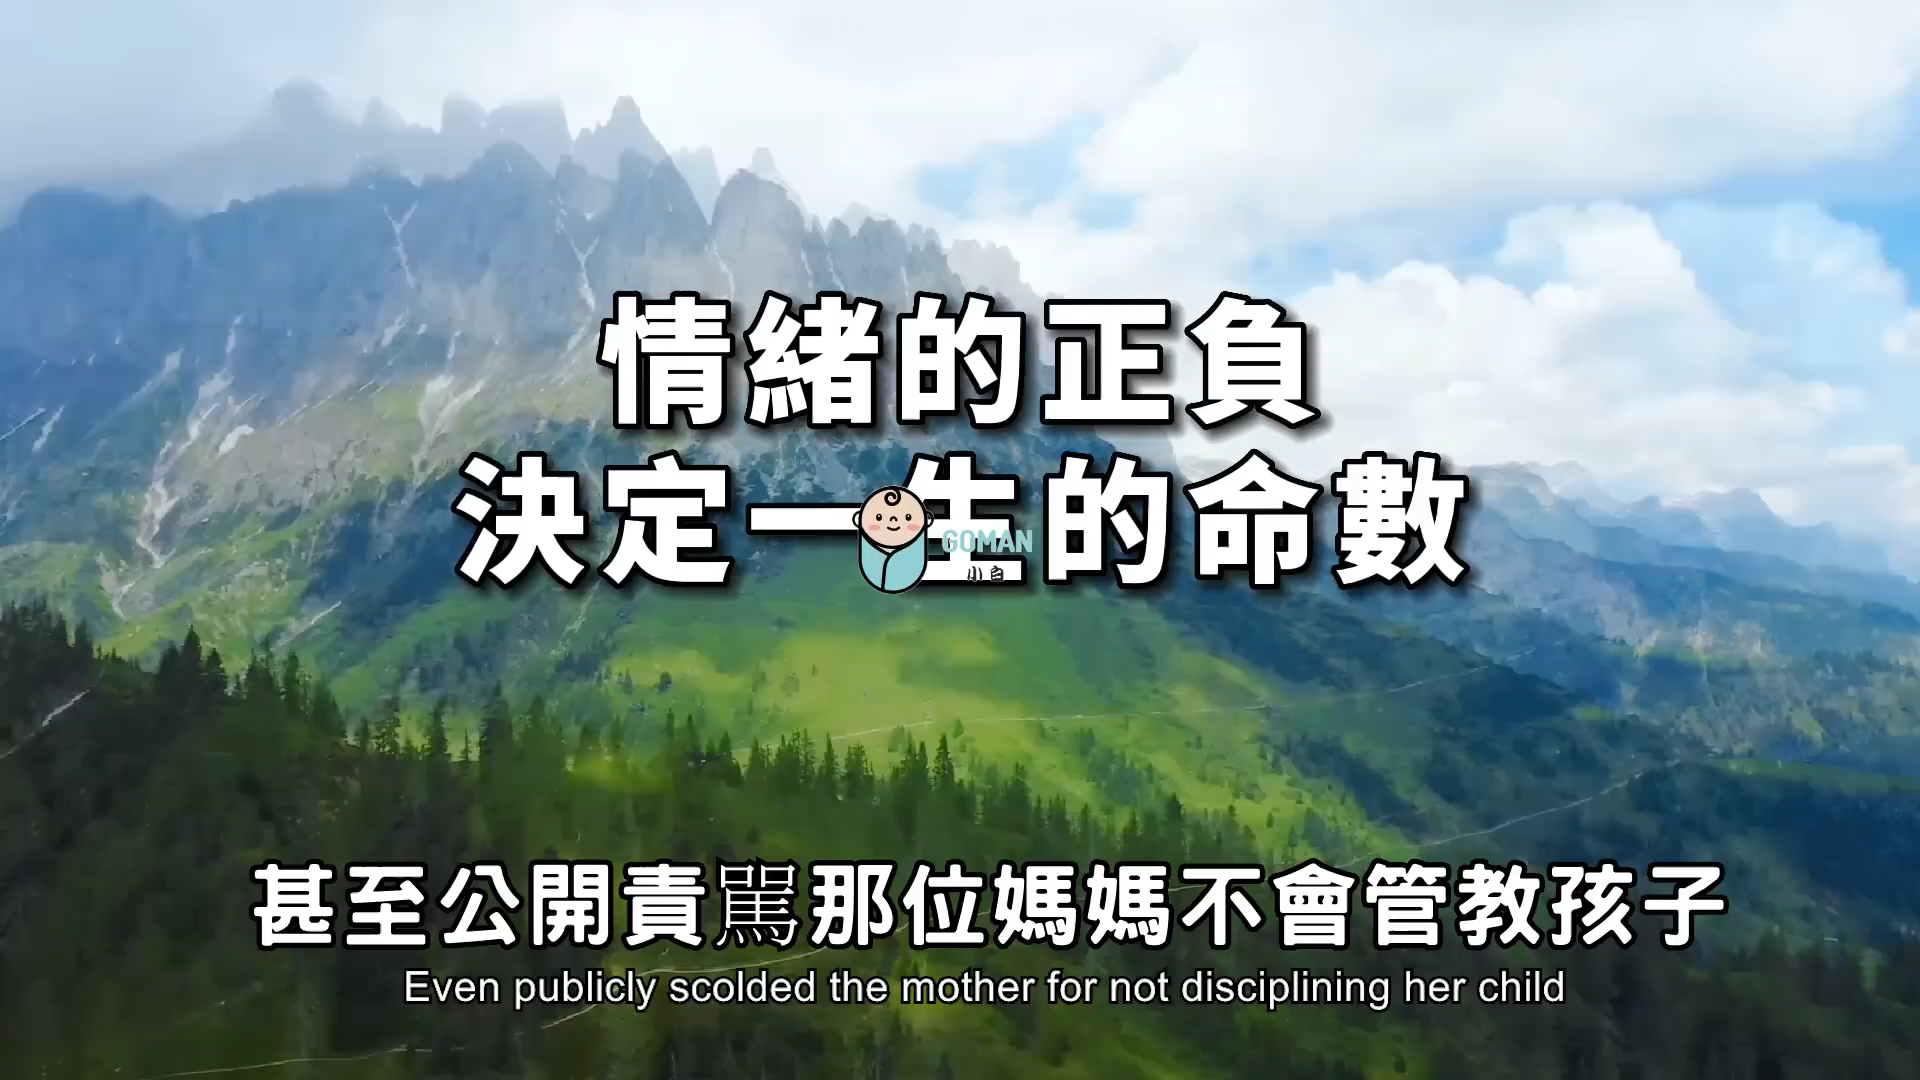 情緒的正負
決定一生的命數
GOMAN
小白
甚至公開責罵那位媽媽不會管教孩子
Even publicly scolded the mother for not disciplining her child